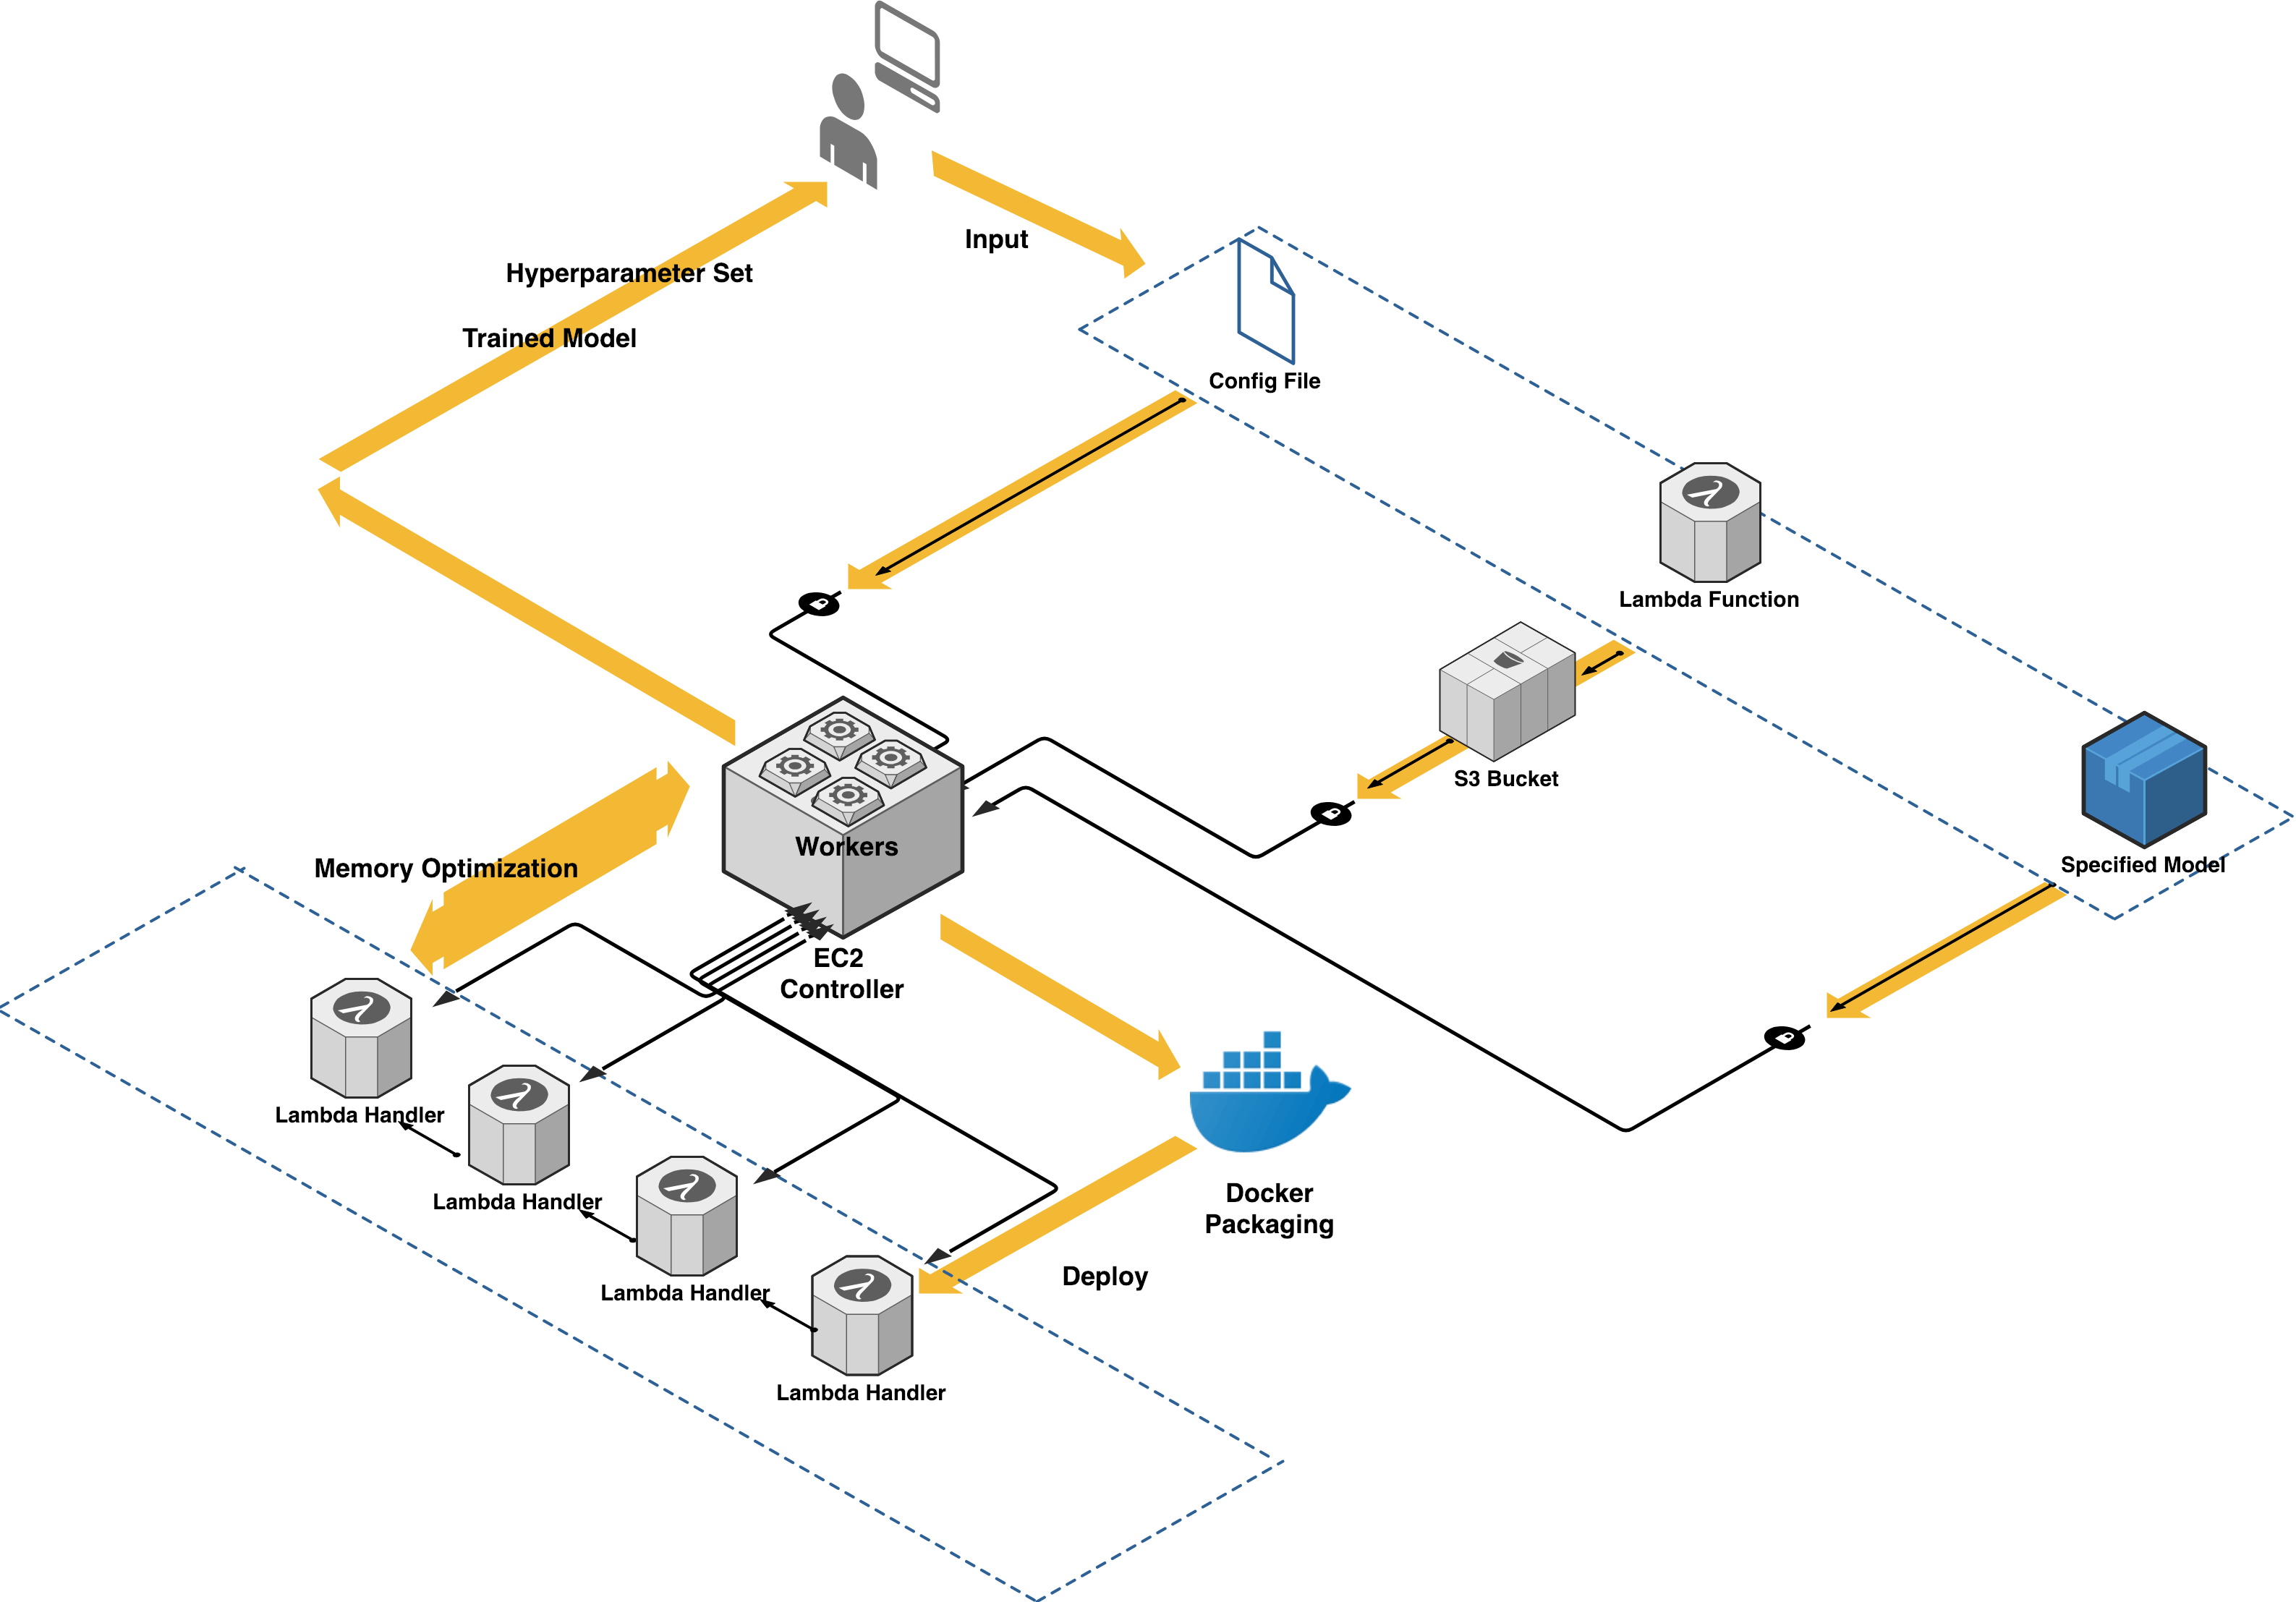 Input
Hyperparameter Set
Trained Model
Config File
Lambda Function
S3 Bucket
Specified Model
Workers
Memory Optimization
EC2
Controller
Lambda Handler
Lambda Handler
Lambda Handler
Lambda Handler
Docker
Packaging
Deploy